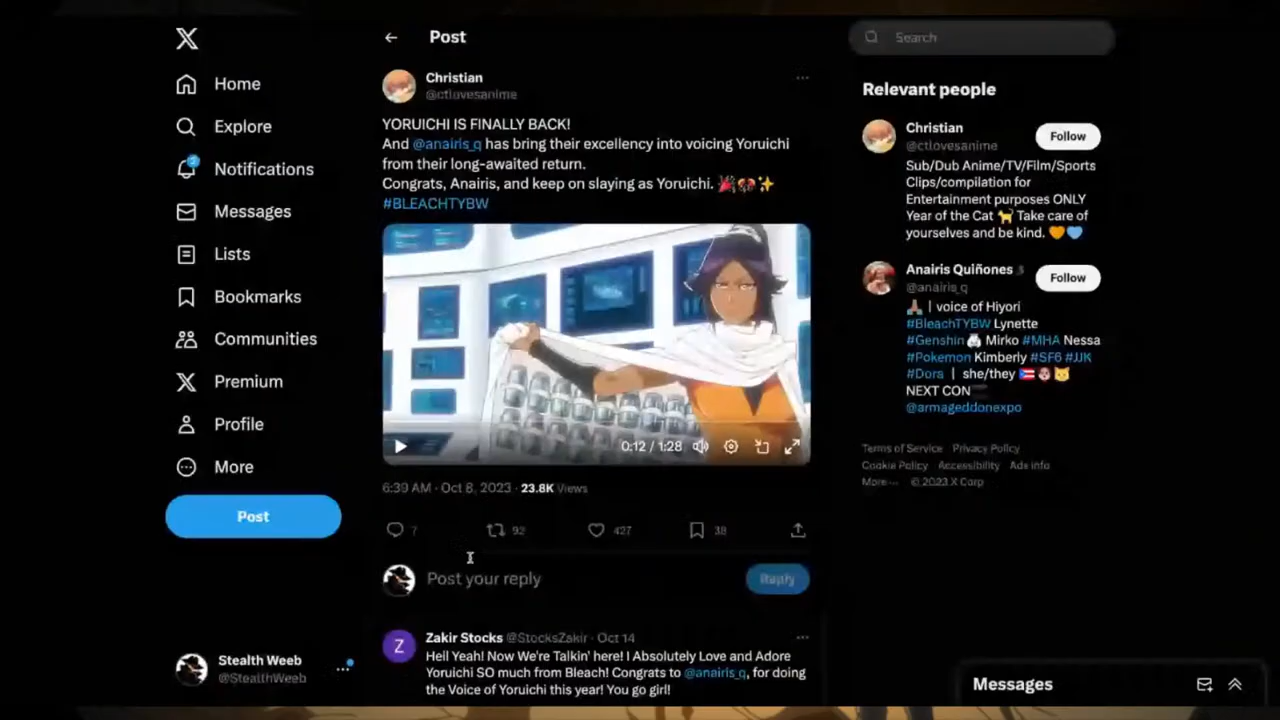 Home
Explore
Notifications
Messages
Lists
Bookmarks
Communities
Premium
Profile
More
Post
Stealth Weeb
@StealthWeeb
Post
Christian
@ctlovesanime
YORUICHI IS FINALLY BACK!
And @anairis_q has bring their excellency into voicing Yoruichi
from their long-awaited return.
Congrats, Anairis, and keep on slaying as Yoruichi.
#BLEACHTYBW
0:12 / 1:28
6:39 AM · Oct 8, 2023 · 23.8K Views
7 92 427 38
Post your reply
Reply
Z
Zakir Stocks @StocksZakir · Oct 14
Heil Yeah! Now We're Talkin' here! I Absolutely Love and Adore
Yoruichi SO much from Bleach! Congrats to @anairis_q, for doing
the Voice of Yoruichi this year! You go girl!
Search
Relevant people
Christian
@ctlovesanime
Follow
Sub/Dub Anime/TV/Film/Sports
Clips/compilation for
Entertainment purposes ONLY
Year of the Cat 🐈 Take care of
yourselves and be kind. 🧡💙
Anairis Quiñones
@anairis_q
Follow
| voice of Hiyori
#BleachTYBW Lynette
#Genshin Mirko #MHA Nessa
#Pokemon Kimberly #SF6 #JJK
#Dora | she/they 🇵🇷
NEXT CON
@armageddonexpo
Terms of Service Privacy Policy
Cookie Policy Accessibility Ads info
More ··· © 2023 X Corp
Messages